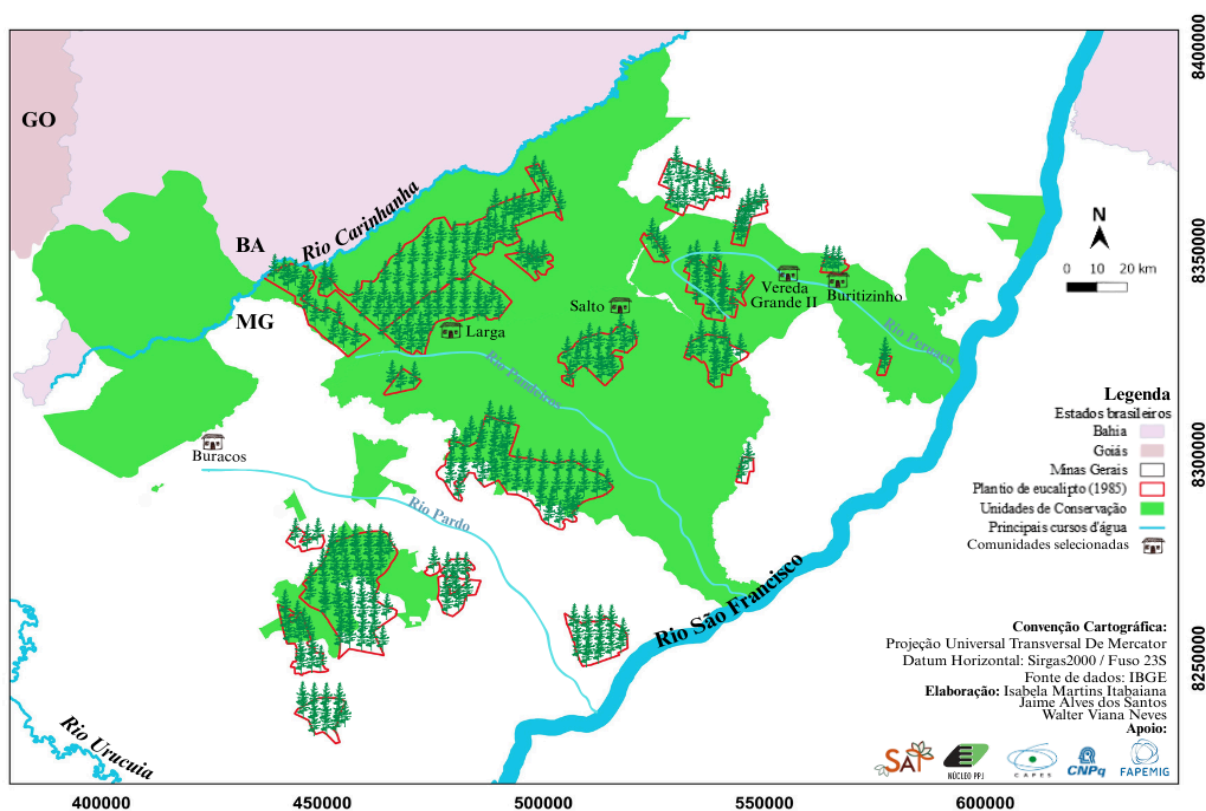 GO
BA
MG
Rio Carinhanha
Larga
Salto
Vereda
Grande II
Buritizinho
Rio Peruaçu
Rio Pandeiros
Buracos
Rio Pardo
Rio São Francisco
Rio Urucuia
N
0 10 20 km
Legenda
Estados brasileiros
Bahia
Goiás
Minas Gerais
Plantio de eucalipto (1985)
Unidades de Conservação
Principais cursos d'água
Comunidades selecionadas
Convenção Cartográfica:
Projeção Universal Transversal De Mercator
Datum Horizontal: Sirgas2000 / Fuso 23S
Fonte de dados: IBGE
Elaboração: Isabela Martins Itabaiana
Jaime Alves dos Santos
Walter Viana Neves
Apoio:
SAP
NÚCLEO PPJ
CAPES
CNPq
FAPEMIG
8400000
8350000
8300000
8250000
400000
450000
500000
550000
600000